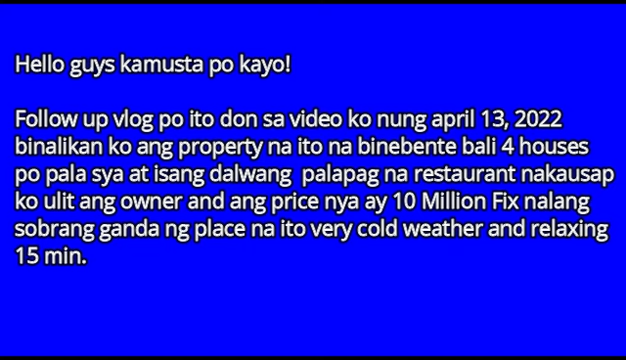 Hello guys kamusta po kayo!
Follow up vlog po ito don sa video ko nung april 13, 2022
binalikan ko ang property na ito na binebente bali 4 houses
po pala sya at isang dalwang palapag na restaurant nakausap
ko ulit ang owner and ang price nya ay 10 Million Fix nalang
sobrang ganda ng place na ito very cold weather and relaxing
15 min.